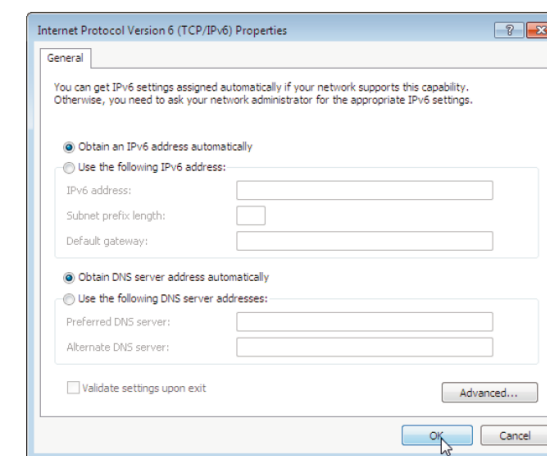 Internet Protocol Version 6 (TCP/IPv6) Properties
General
You can get IPv6 settings assigned automatically if your network supports this capability.
Otherwise, you need to ask your network administrator for the appropriate IPv6 settings.
Obtain an IPv6 address automatically
Use the following IPv6 address:
IPv6 address:
Subnet prefix length:
Default gateway:
Obtain DNS server address automatically
Use the following DNS server addresses:
Preferred DNS server:
Alternate DNS server:
Validate settings upon exit
Advanced...
OK Cancel